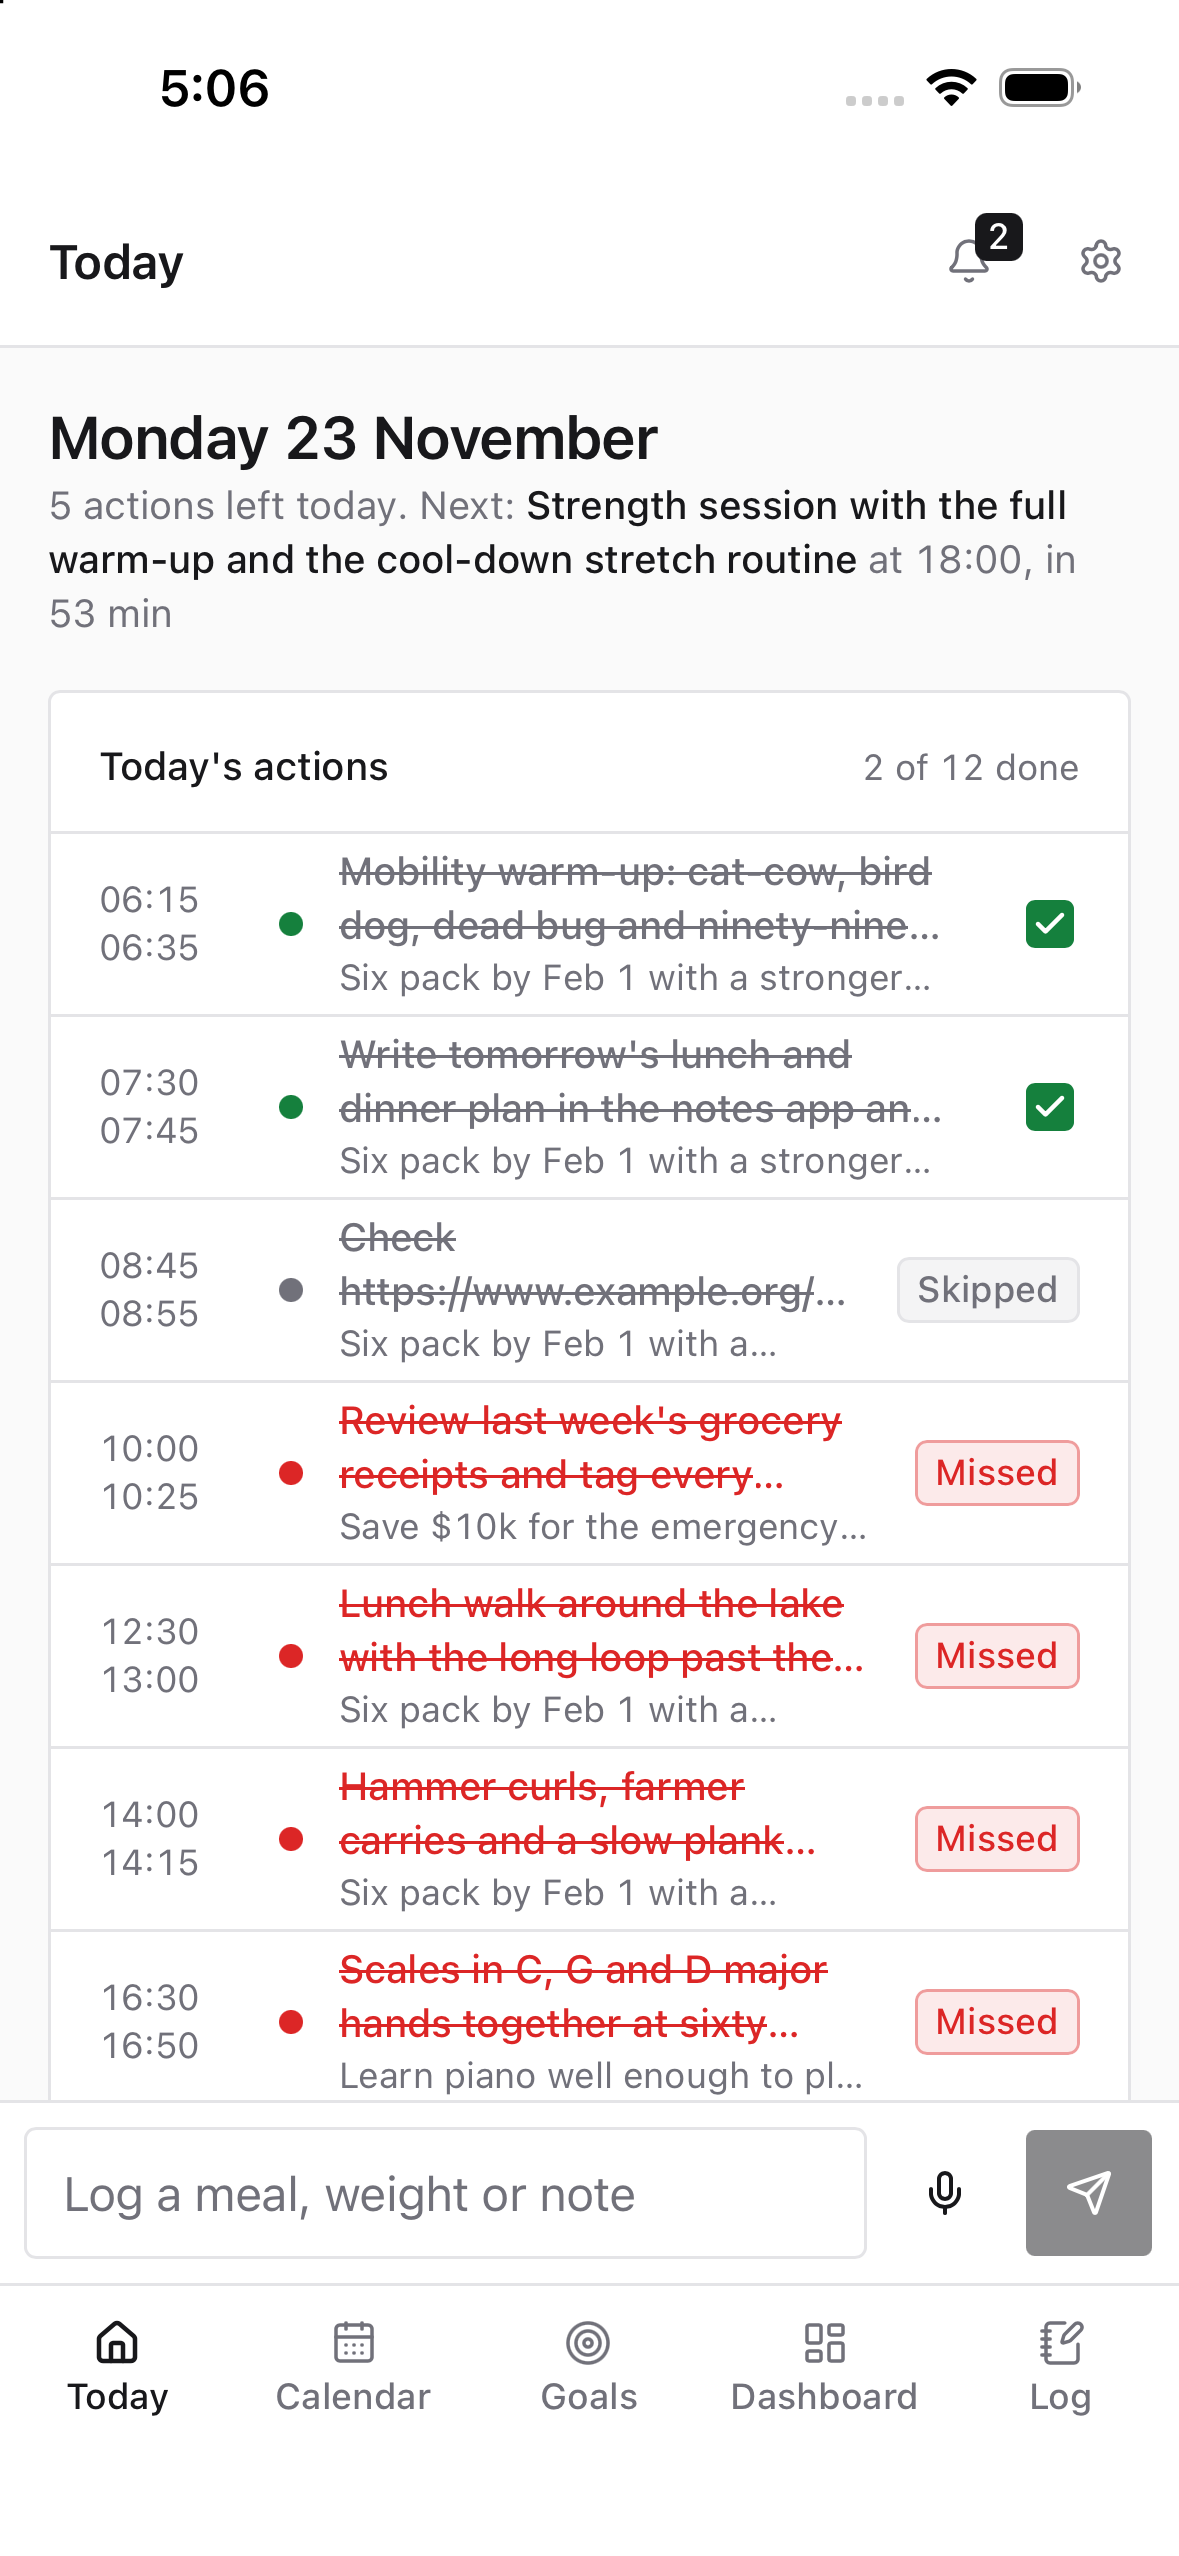 5:06
Today
2
Monday 23 November
5 actions left today. Next: Strength session with the full
warm-up and the cool-down stretch routine at 18:00, in
53 min
Today's actions
2 of 12 done
06:15
06:35
Mobility warm-up: cat-cow, bird
dog, dead bug and ninety-nine...
Six pack by Feb 1 with a stronger...
07:30
07:45
Write tomorrow's lunch and
dinner plan in the notes app an...
Six pack by Feb 1 with a stronger...
08:45
08:55
Check
https://www.example.org/...
Six pack by Feb 1 with a...
Skipped
10:00
10:25
Review last week's grocery
receipts and tag every...
Save $10k for the emergency...
Missed
12:30
13:00
Lunch walk around the lake
with the long loop past the...
Six pack by Feb 1 with a...
Missed
14:00
14:15
Hammer curls, farmer
carries and a slow plank...
Six pack by Feb 1 with a...
Missed
16:30
16:50
Scales in C, G and D major
hands together at sixty...
Learn piano well enough to pl...
Missed
Log a meal, weight or note
Today
Calendar
Goals
Dashboard
Log